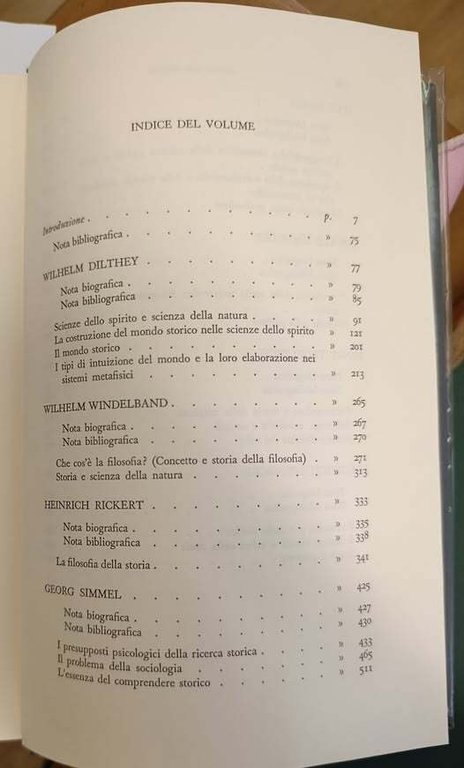 INDICE DEL VOLUME
Introduzione . . . . . . . . . . . . . p. 7
Nota bibliografica . . . . . . . . . . . » 75
WILHELM DILTHEY . . . . . . . . . . » 77
Nota biografica . . . . . . . . . . . » 79
Nota bibliografica . . . . . . . . . . » 85
Scienze dello spirito e scienza della natura . . . . » 91
La costruzione del mondo storico nelle scienze dello spirito » 121
Il mondo storico . . . . . . . . . . . » 201
I tipi di intuizione del mondo e la loro elaborazione nei
sistemi metafisici . . . . . . . . . . » 213
WILHELM WINDELBAND . . . . . . . . » 265
Nota biografica . . . . . . . . . . . » 267
Nota bibliografica . . . . . . . . . . » 270
Che cos'è la filosofia? (Concetto e storia della filosofia) . » 271
Storia e scienza della natura . . . . . . . . » 313
HEINRICH RICKERT . . . . . . . . . » 333
Nota biografica . . . . . . . . . . . » 335
Nota bibliografica . . . . . . . . . . » 338
La filosofia della storia . . . . . . . . . . » 341
GEORG SIMMEL . . . . . . . . . . . » 425
Nota biografica . . . . . . . . . . . » 427
Nota bibliografica . . . . . . . . . . » 430
I presupposti psicologici della ricerca storica . . . . » 433
Il problema della sociologia . . . . . . . . » 465
L'essenza del comprendere storico . . . . . . » 511